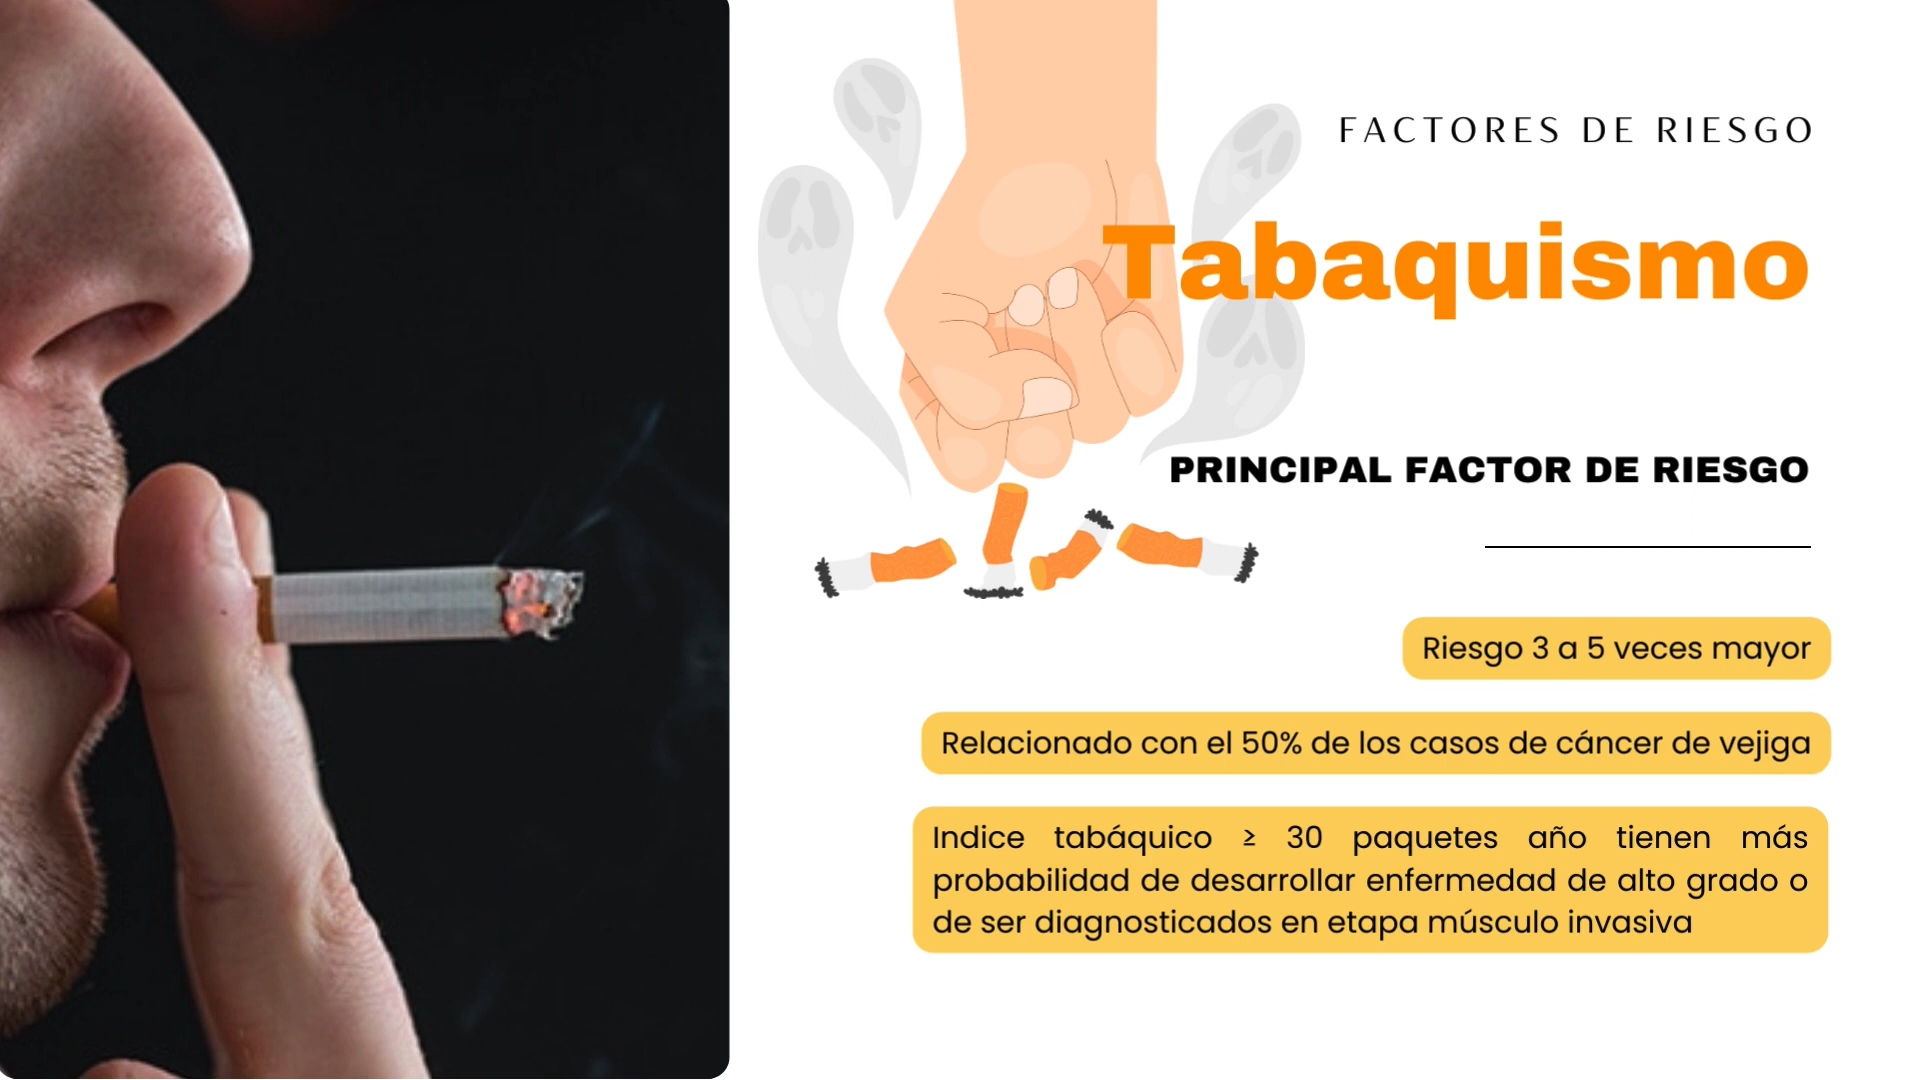 FACTORES DE RIESGO
Tabaquismo
PRINCIPAL FACTOR DE RIESGO
Riesgo 3 a 5 veces mayor
Relacionado con el 50% de los casos de cáncer de vejiga
Indice tabáquico ≥ 30 paquetes año tienen más
probabilidad de desarrollar enfermedad de alto grado o
de ser diagnosticados en etapa músculo invasiva